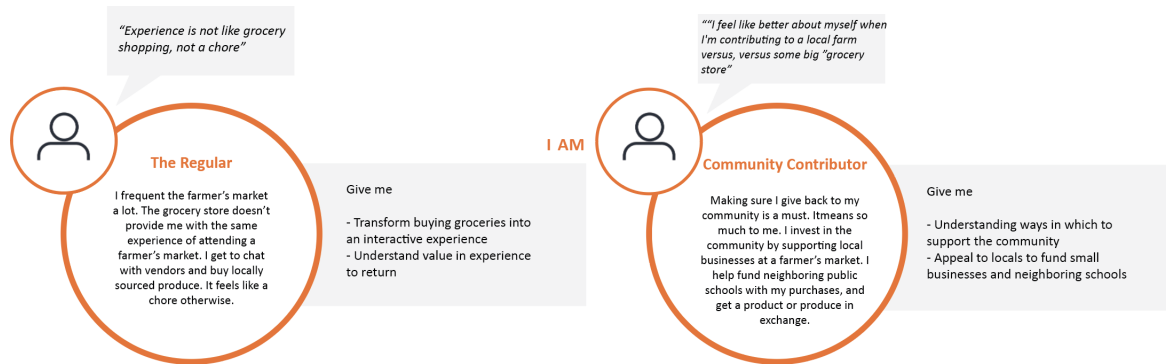 “Experience is not like grocery
shopping, not a chore”
The Regular
I frequent the farmer’s market
a lot. The grocery store doesn’t
provide me with the same
experience of attending a
farmer’s market. I get to chat
with vendors and buy locally
sourced produce. It feels like a
chore otherwise.
Give me
- Transform buying groceries into
an interactive experience
- Understand value in experience
to return
I AM
““I feel like better about myself when
I'm contributing to a local farm
versus, versus some big ”grocery
store”
Community Contributor
Making sure I give back to my
community is a must. Itmeans so
much to me. I invest in the
community by supporting local
businesses at a farmer’s market. I
help fund neighboring public
schools with my purchases, and
get a product or produce in
exchange.
Give me
- Understanding ways in which to
support the community
- Appeal to locals to fund small
businesses and neighboring schools